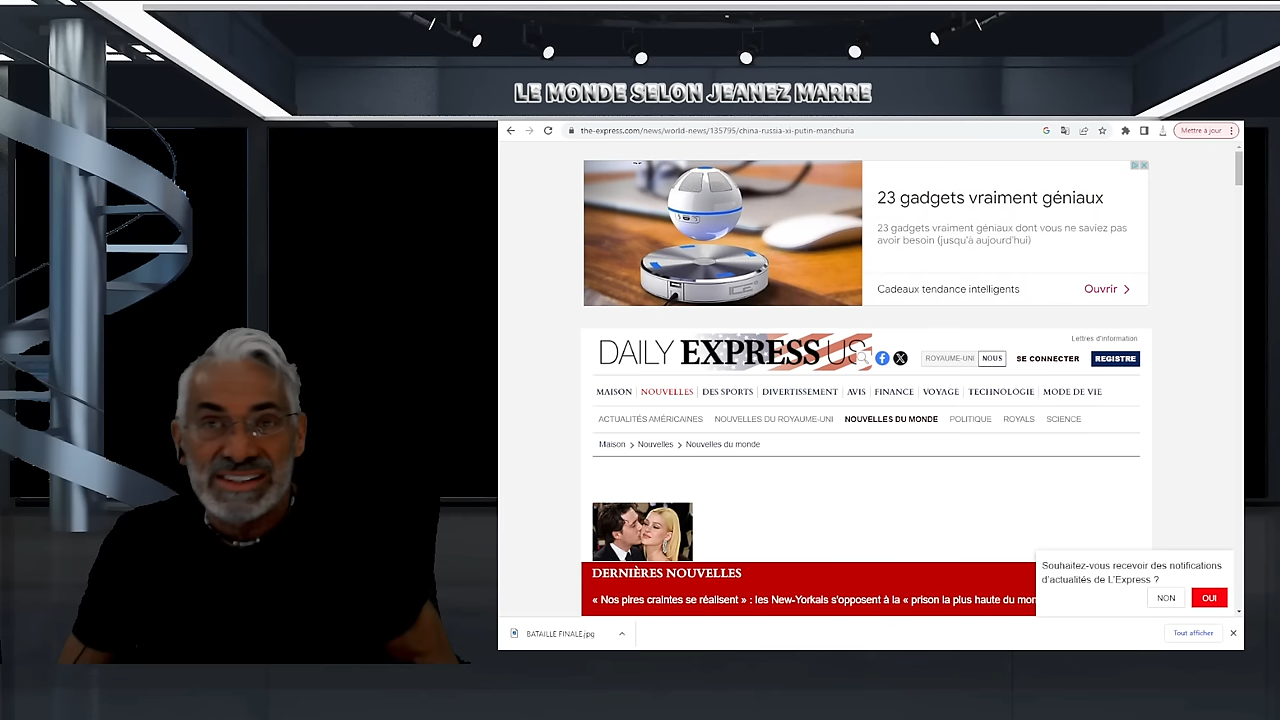 LE MONDE SELON JEANEZ MARRE
the-express.com/news/world-news/135795/china-russia-xi-putin-manchuria
Mettre à jour
23 gadgets vraiment géniaux
23 gadgets vraiment géniaux dont vous ne saviez pas
avoir besoin (jusqu'à aujourd'hui)
ICE
Cadeaux tendance intelligents
Ouvrir
Lettres d'information
DAILY EXPRESS US
ROYAUME-UNI NOUS SE CONNECTER REGISTRE
MAISON NOUVELLES DES SPORTS DIVERTISSEMENT AVIS FINANCE VOYAGE TECHNOLOGIE MODE DE VIE
ACTUALITÉS AMÉRICAINES NOUVELLES DU ROYAUME-UNI NOUVELLES DU MONDE POLITIQUE ROYALS SCIENCE
Maison > Nouvelles > Nouvelles du monde
DERNIÈRES NOUVELLES
« Nos pires craintes se réalisent » : les New-Yorkais s'opposent à la « prison la plus haute du mon
Souhaitez-vous recevoir des notifications
d'actualités de L'Express ?
NON OUI
BATAILLE FINALE.jpg
Tout afficher